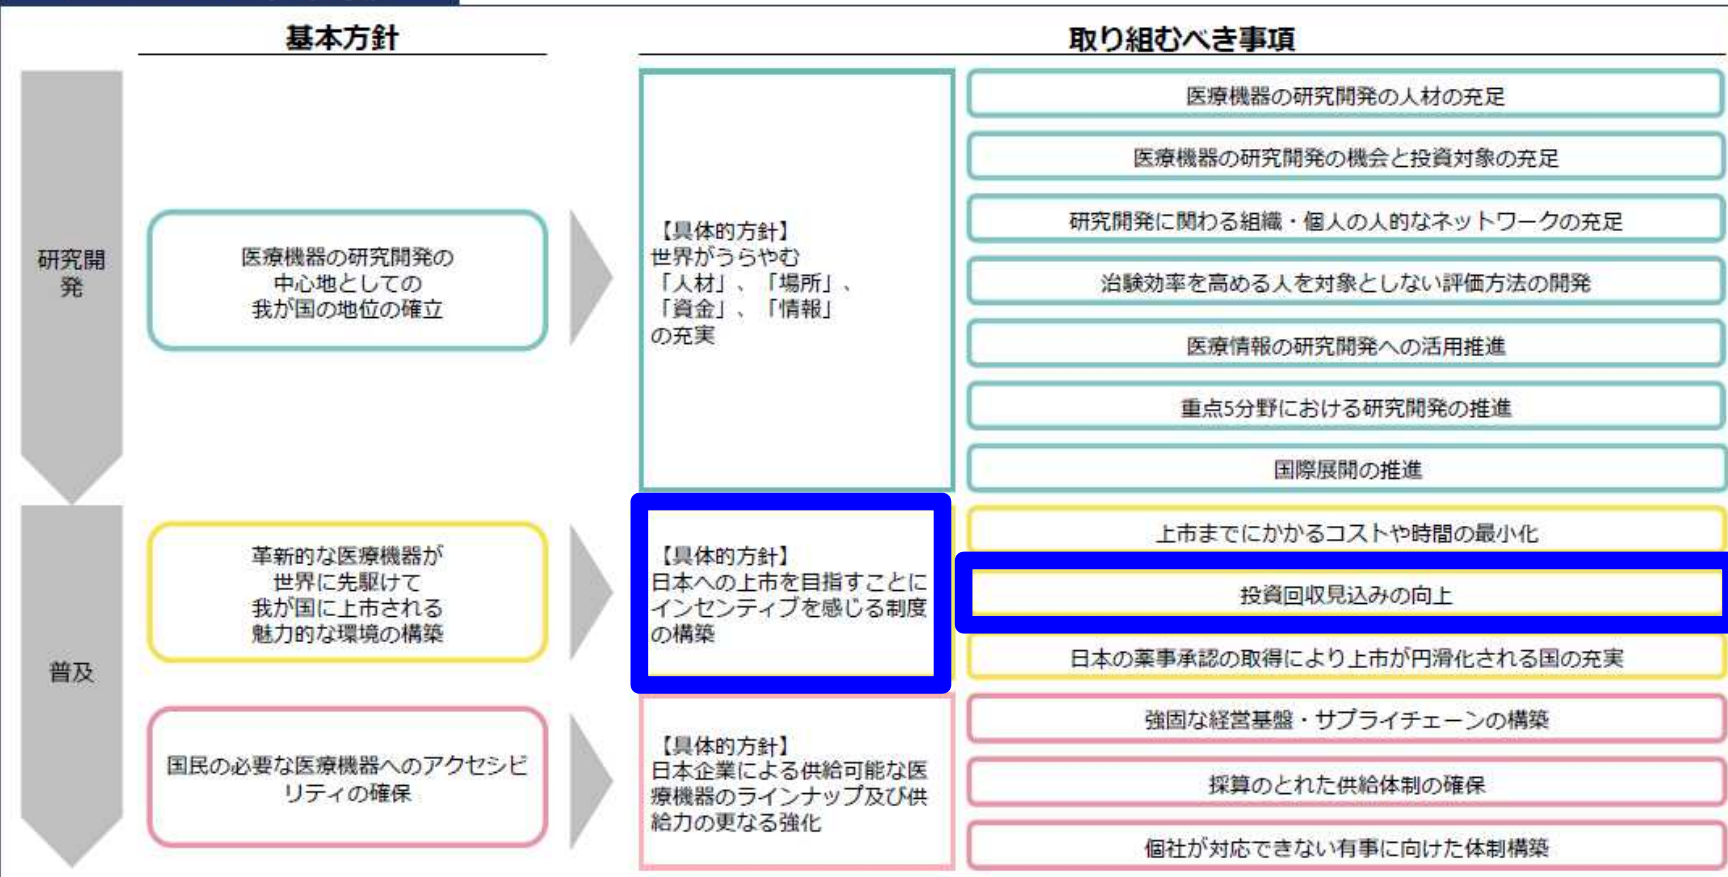 基本方針
取り組むべき事項
研究開
発
医療機器の研究開発の
中心地としての
我が国の地位の確立
【具体的方針】
世界がうらやむ
「人材」、「場所」、
「資金」、「情報」
の充実
医療機器の研究開発の人材の充足
医療機器の研究開発の機会と投資対象の充足
研究開発に関わる組織・個人の人的なネットワークの充足
治験効率を高める人を対象としない評価方法の開発
医療情報の研究開発への活用推進
重点5分野における研究開発の推進
国際展開の推進
普及
革新的な医療機器が
世界に先駆けて
我が国に上市される
魅力的な環境の構築
【具体的方針】
日本への上市を目指すことに
インセンティブを感じる制度
の構築
上市までにかかるコストや時間の最小化
投資回収見込みの向上
日本の薬事承認の取得により上市が円滑化される国の充実
国民の必要な医療機器へのアクセシビ
リティの確保
【具体的方針】
日本企業による供給可能な医
療機器のラインナップ及び供
給力の更なる強化
強固な経営基盤・サプライチェーンの構築
採算のとれた供給体制の確保
個社が対応できない有事に向けた体制構築